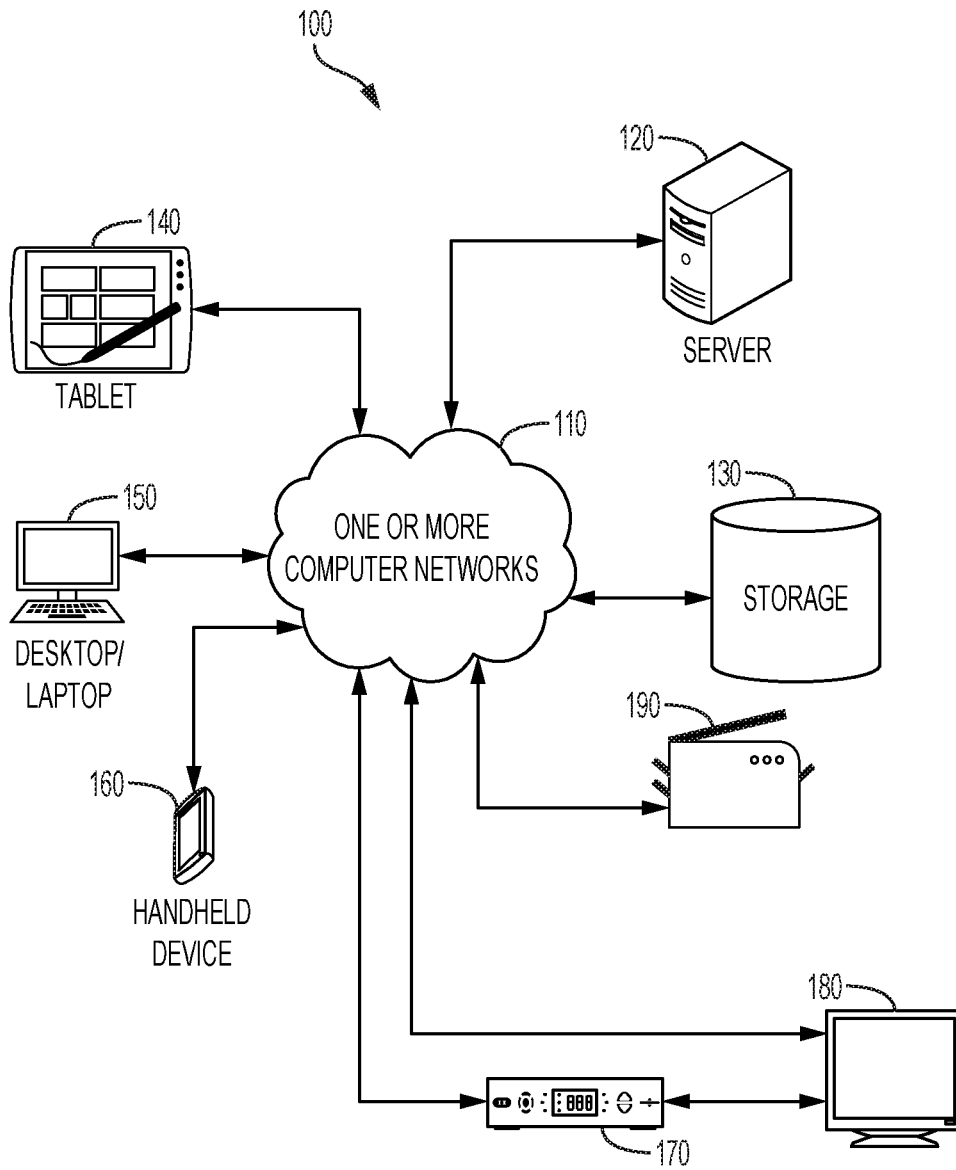 100
120
SERVER
140
TABLET
110
ONE OR MORE
COMPUTER NETWORKS
130
STORAGE
150
DESKTOP/
LAPTOP
190
160
HANDHELD
DEVICE
180
888
170